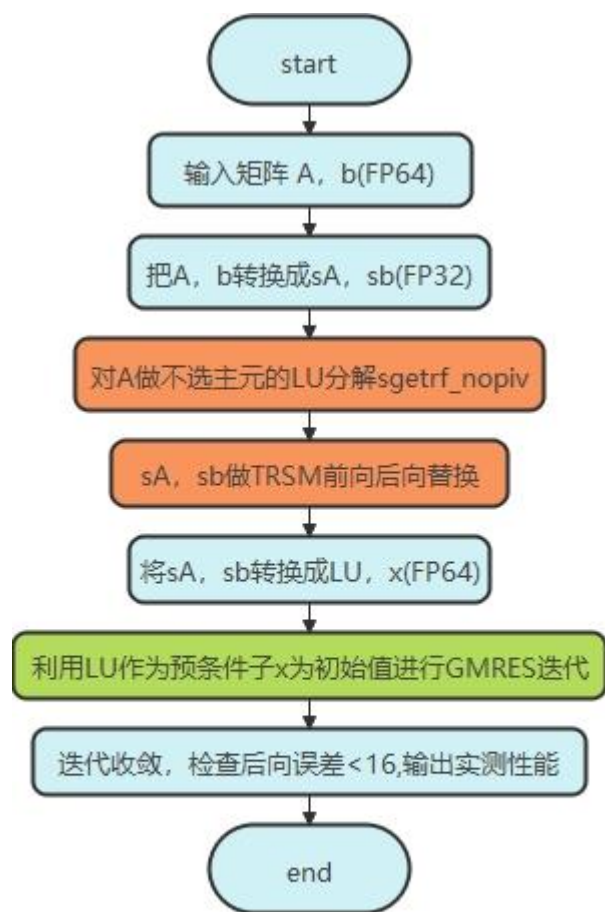 start
输入矩阵 A，b(FP64)
把A，b转换成sA，sb(FP32)
对A做不选主元的LU分解sgetrf_nopiv
sA，sb做TRSM前向后向替换
将sA，sb转换成LU，x(FP64)
利用LU作为预条件子x为初始值进行GMRES迭代
迭代收敛，检查后向误差<16,输出实测性能
end